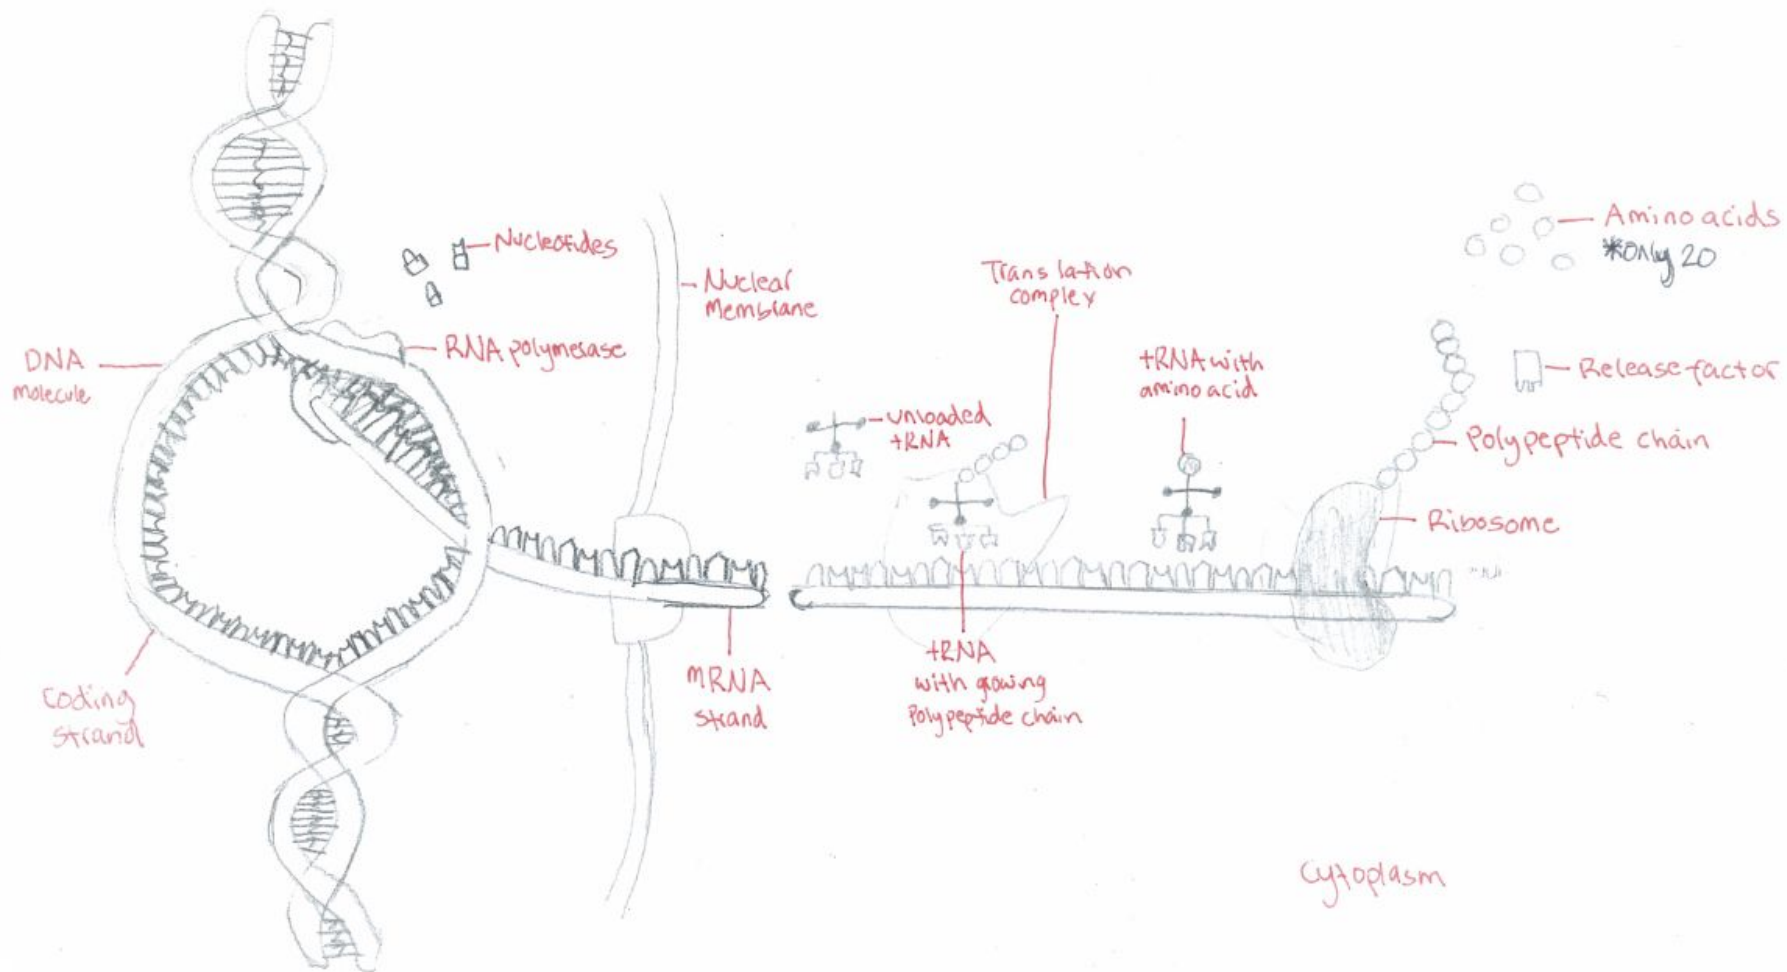 Nucleotides
RNA polymerase
DNA
molecule
Coding
strand
Nuclear
Membrane
mRNA
strand
unloaded
tRNA
Translation
complex
tRNA with
amino acid
tRNA
with growing
Polypeptide chain
Amino acids
*only 20
Release factor
Polypeptide chain
Ribosome
Cytoplasm